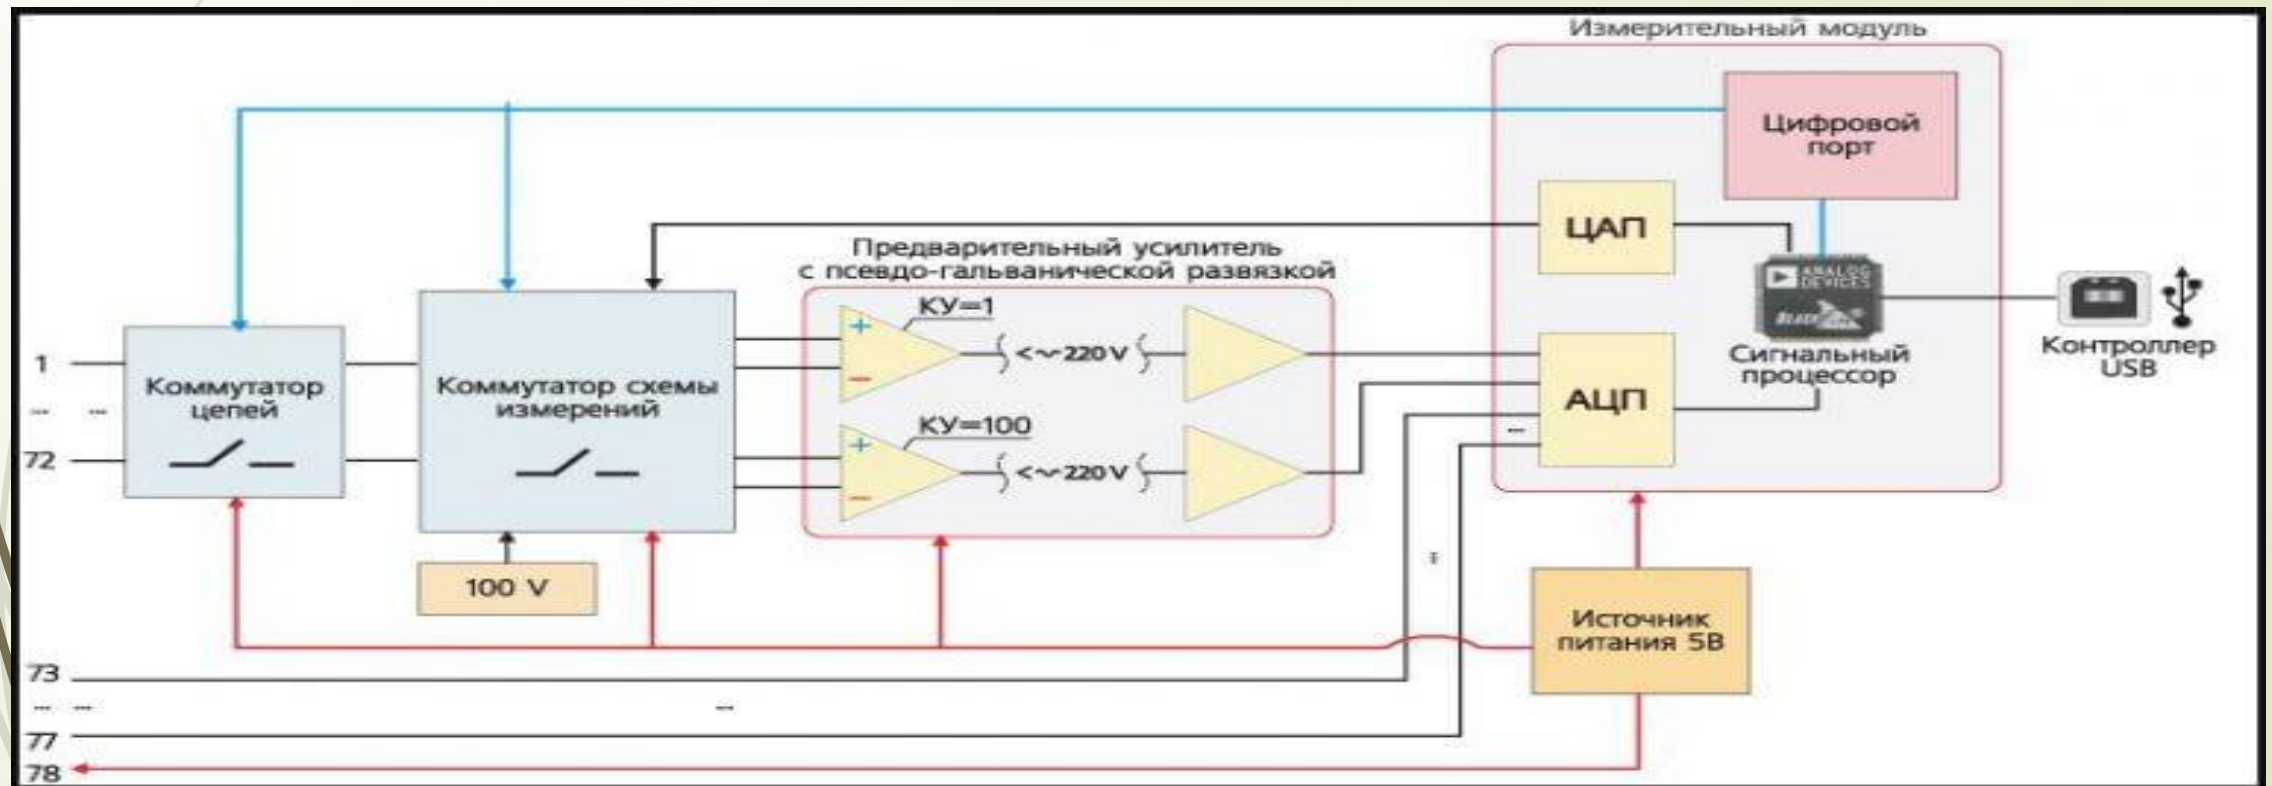 Измерительный модуль
Цифровой
порт
ЦАП
Предварительный усилитель
с псевдо-гальванической развязкой
КУ=1
<~220V
КУ=100
<~220V
АЦП
ANALOG
DEVICES
Сигнальный
процессор
Контроллер
USB
1
... ...
72
Коммутатор
цепей
Коммутатор схемы
измерений
100 V
Источник
питания 5В
73
... ...
...
77
78